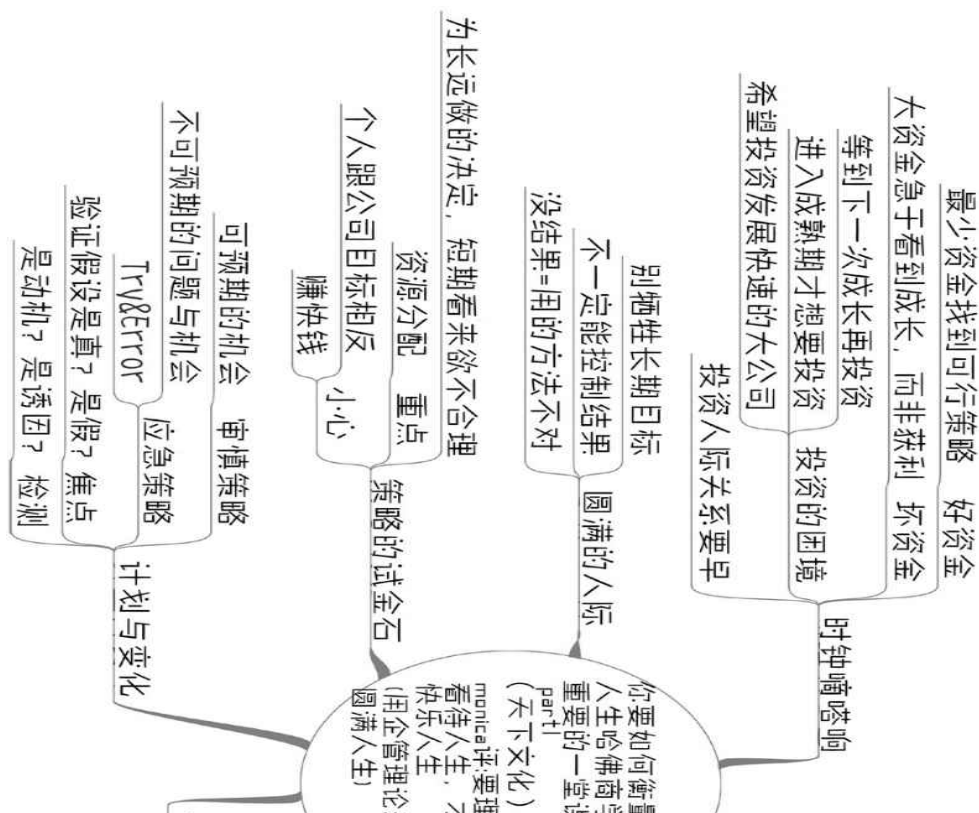 最少资金找到可行策略 好资金
大资金急于看到成长，而非获利 坏资金
等到下一次成长再投资
进入成熟期才想要投资
希望投资发展快速的大公司
投资的困境
投资人际关系要早
时钟嘀嗒响
别牺牲长期目标
不一定能控制结果
没结果=用的方法不对
圆满的人际
为长远做的决定，短期看来欲不合理
资源分配 重点
个人跟公司目标相反
赚快钱
小心
策略的试金石
可预期的机会 审慎策略
不可预期的问题与机会
Try&Error
应急策略
验证假设是真？是假？ 焦点
是动机？是诱因？ 检测
计划与变化
你要如何衡量
人生哈佛商学
重要的一堂课
part1
（天下文化）
monica评:要理
看待人生，才
快乐人生
(用企管理论
圆满人生)